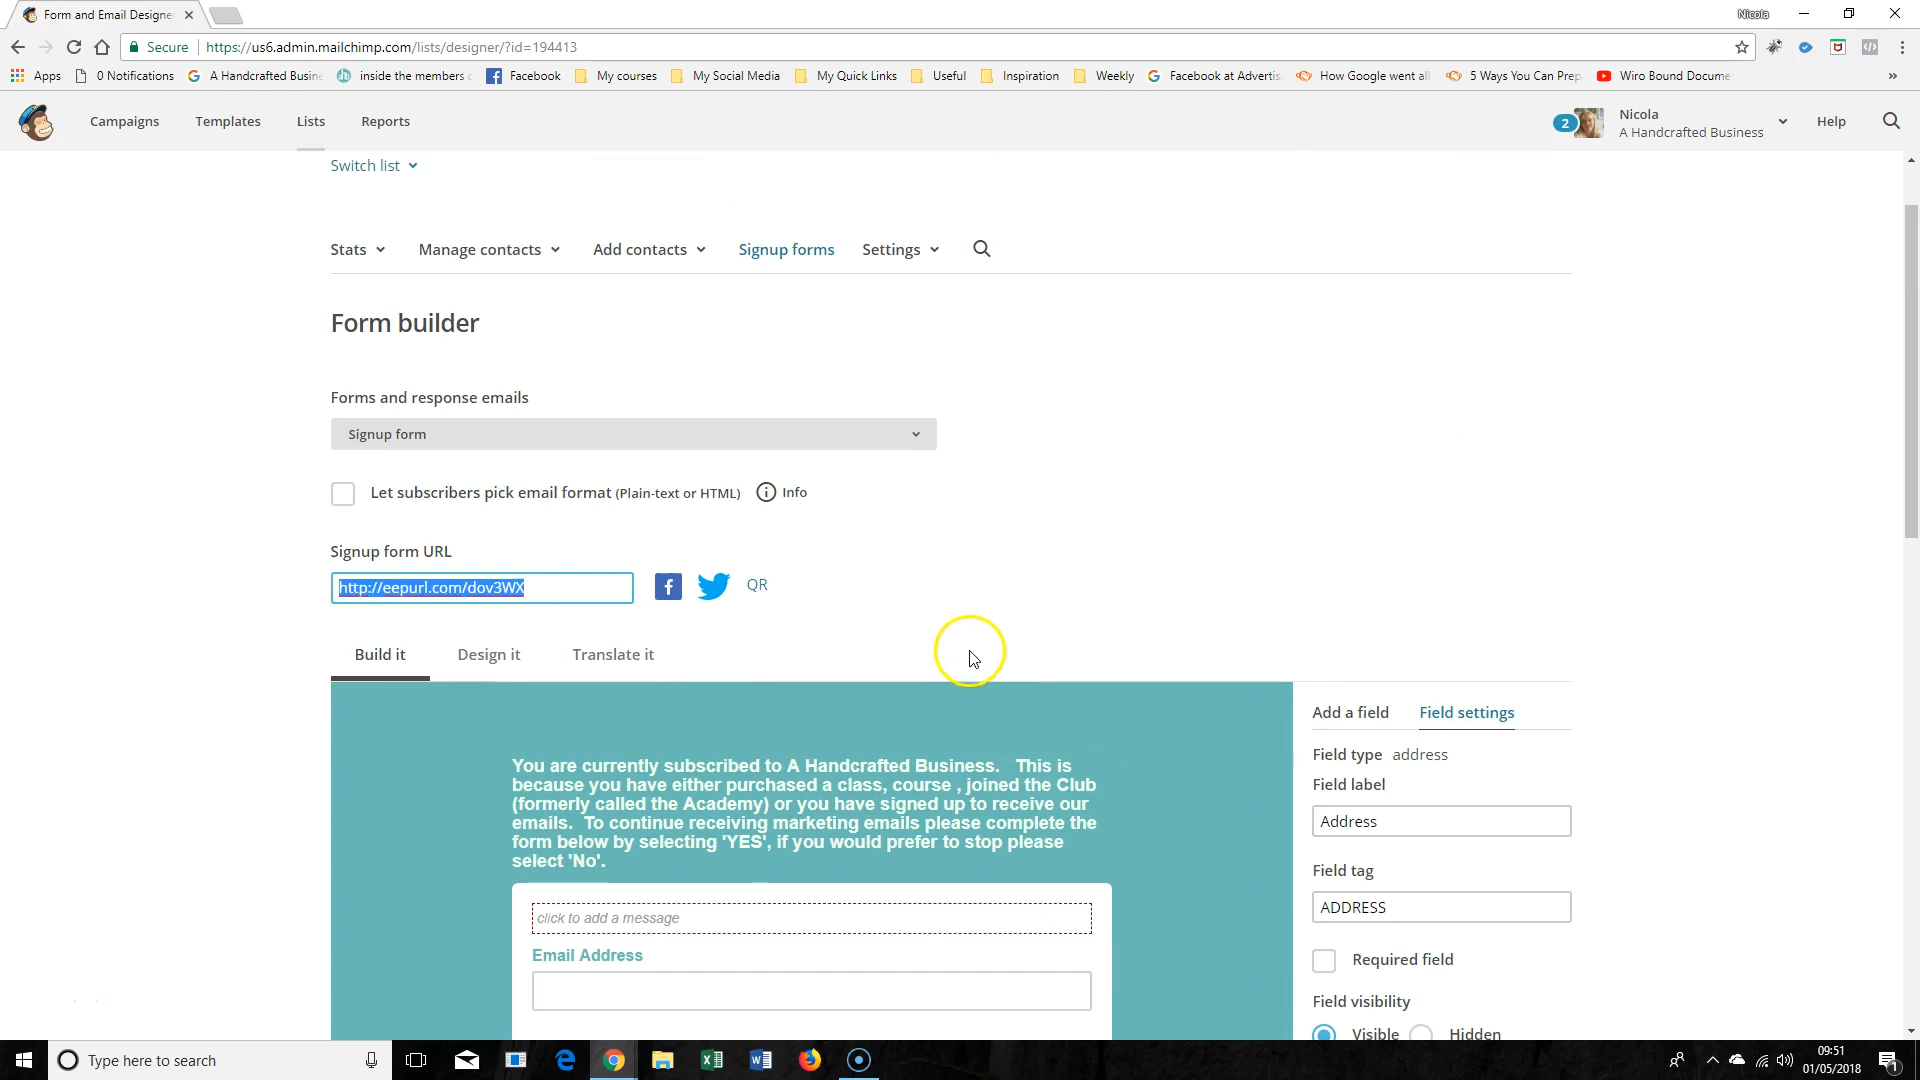 Form and Email Designe
Nicola
Secure
https://us6.admin.mailchimp.com/lists/designer/?id=194413
Apps
0 Notifications
A Handcrafted Busine
inside the members c
Facebook
My courses
My Social Media
My Quick Links
Useful
Inspiration
Weekly
Facebook at Advertis
How Google went all
5 Ways You Can Prep
Wiro Bound Docume
»
Campaigns
Templates
Lists
Reports
2
Nicola
A Handcrafted Business
Help
Switch list
Stats
Manage contacts
Add contacts
Signup forms
Settings
Form builder
Forms and response emails
Signup form
Let subscribers pick email format (Plain-text or HTML)
Info
Signup form URL
http://eepurl.com/dov3WX
QR
Build it
Design it
Translate it
Add a field
Field settings
You are currently subscribed to A Handcrafted Business. This is
because you have either purchased a class, course , joined the Club
(formerly called the Academy) or you have signed up to receive our
emails. To continue receiving marketing emails please complete the
form below by selecting 'YES', if you would prefer to stop please
select 'No'.
click to add a message
Email Address
Field type address
Field label
Address
Field tag
ADDRESS
Required field
Field visibility
Visible
Hidden
Type here to search
09:51
01/05/2018
1